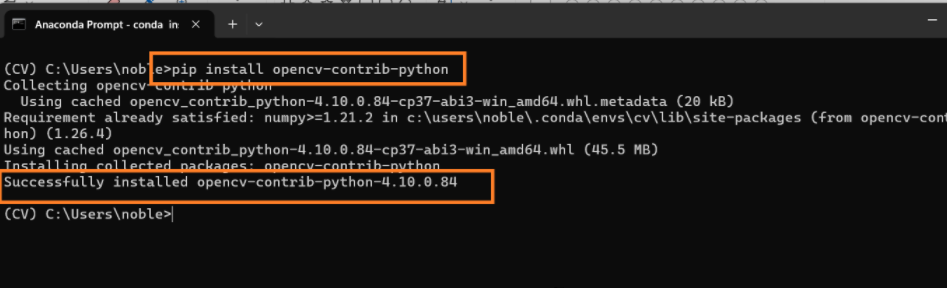 Anaconda Prompt - conda in
(CV) C:\Users\noble>pip install opencv-contrib-python
Collecting opencv-contrib-python
Using cached opencv_contrib_python-4.10.0.84-cp37-abi3-win_amd64.whl.metadata (20 kB)
Requirement already satisfied: numpy>=1.21.2 in c:\users\noble\.conda\envs\cv\lib\site-packages (from opencv-cont
hon) (1.26.4)
Using cached opencv_contrib_python-4.10.0.84-cp37-abi3-win_amd64.whl (45.5 MB)
Installing collected packages: opencv-contrib-python
Successfully installed opencv-contrib-python-4.10.0.84
(CV) C:\Users\noble>